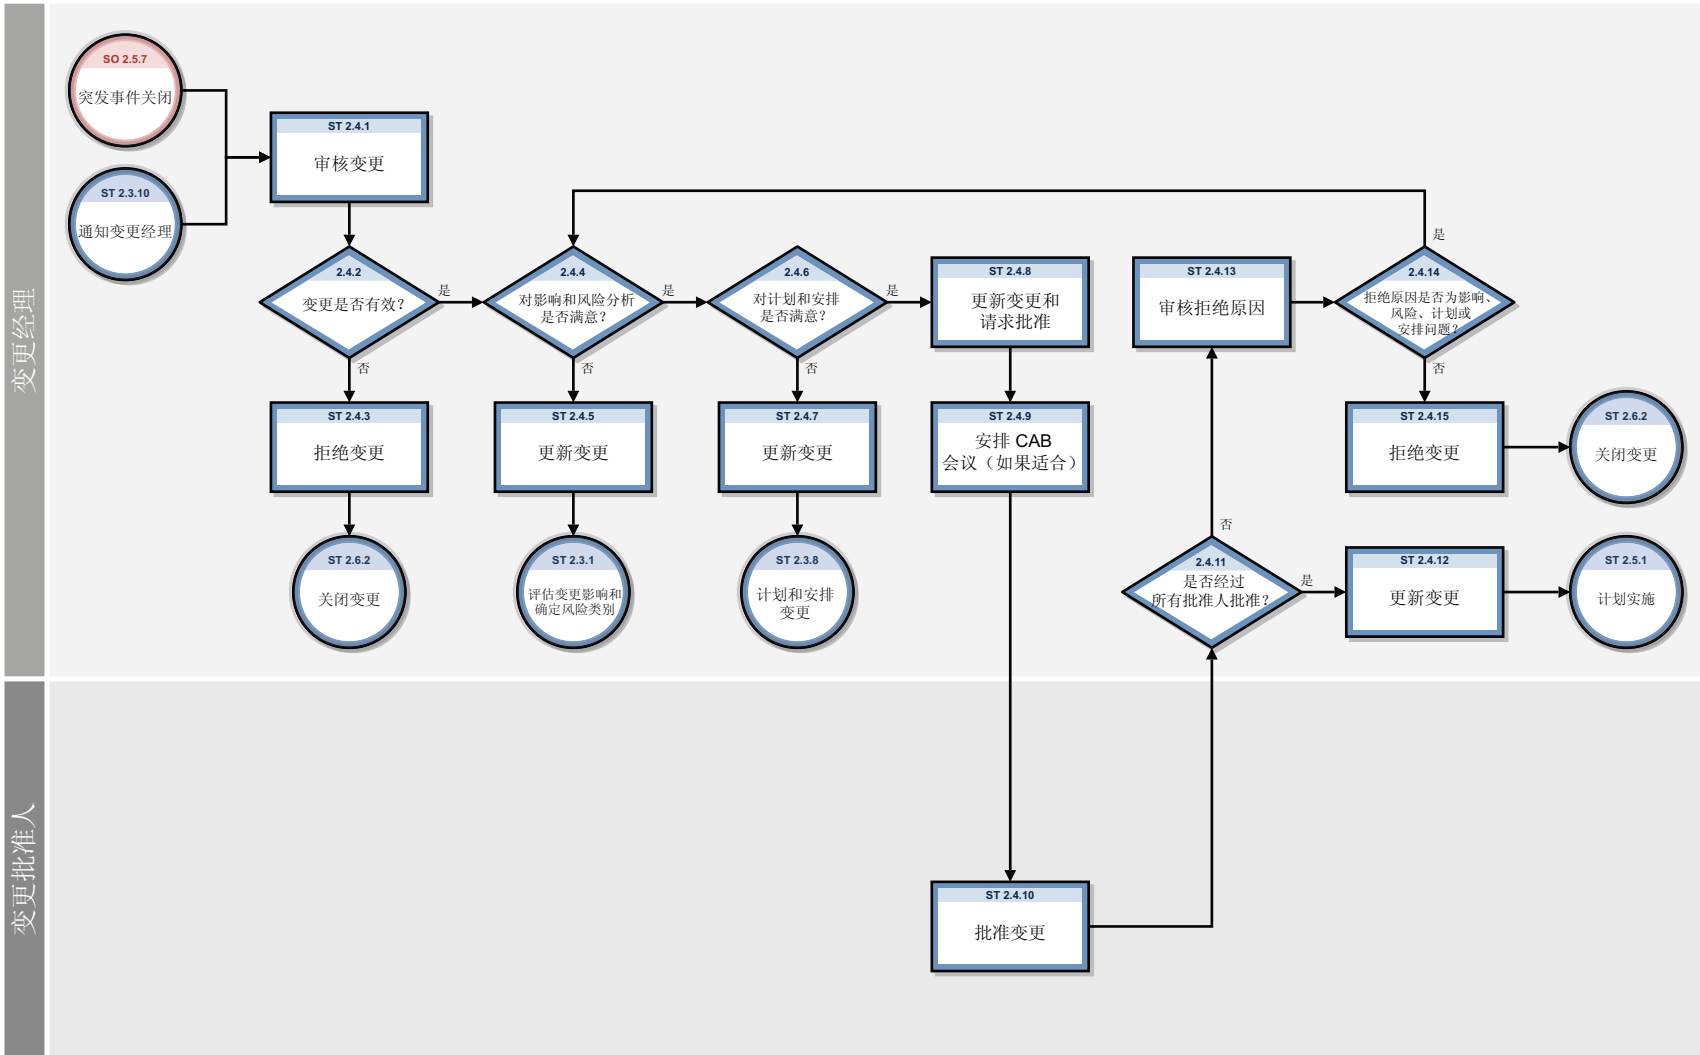 变更经理
SO 2.5.7
突发事件关闭
ST 2.3.10
通知变更经理
ST 2.4.1
审核变更
2.4.2
变更是否有效？
是
否
ST 2.4.3
拒绝变更
ST 2.6.2
关闭变更
2.4.4
对影响和风险分析
是否满意？
是
否
ST 2.4.5
更新变更
ST 2.3.1
评估变更影响和
确定风险类别
2.4.6
对计划和安排
是否满意？
是
否
ST 2.4.7
更新变更
ST 2.3.8
计划和安排
变更
ST 2.4.8
更新变更和
请求批准
ST 2.4.9
安排 CAB
会议（如果适合）
ST 2.4.13
审核拒绝原因
2.4.14
拒绝原因是否为影响、
风险、计划或
安排问题？
是
否
ST 2.4.15
拒绝变更
ST 2.6.2
关闭变更
2.4.11
是否经过
所有批准人批准？
否
是
ST 2.4.12
更新变更
ST 2.5.1
计划实施
变更批准人
ST 2.4.10
批准变更